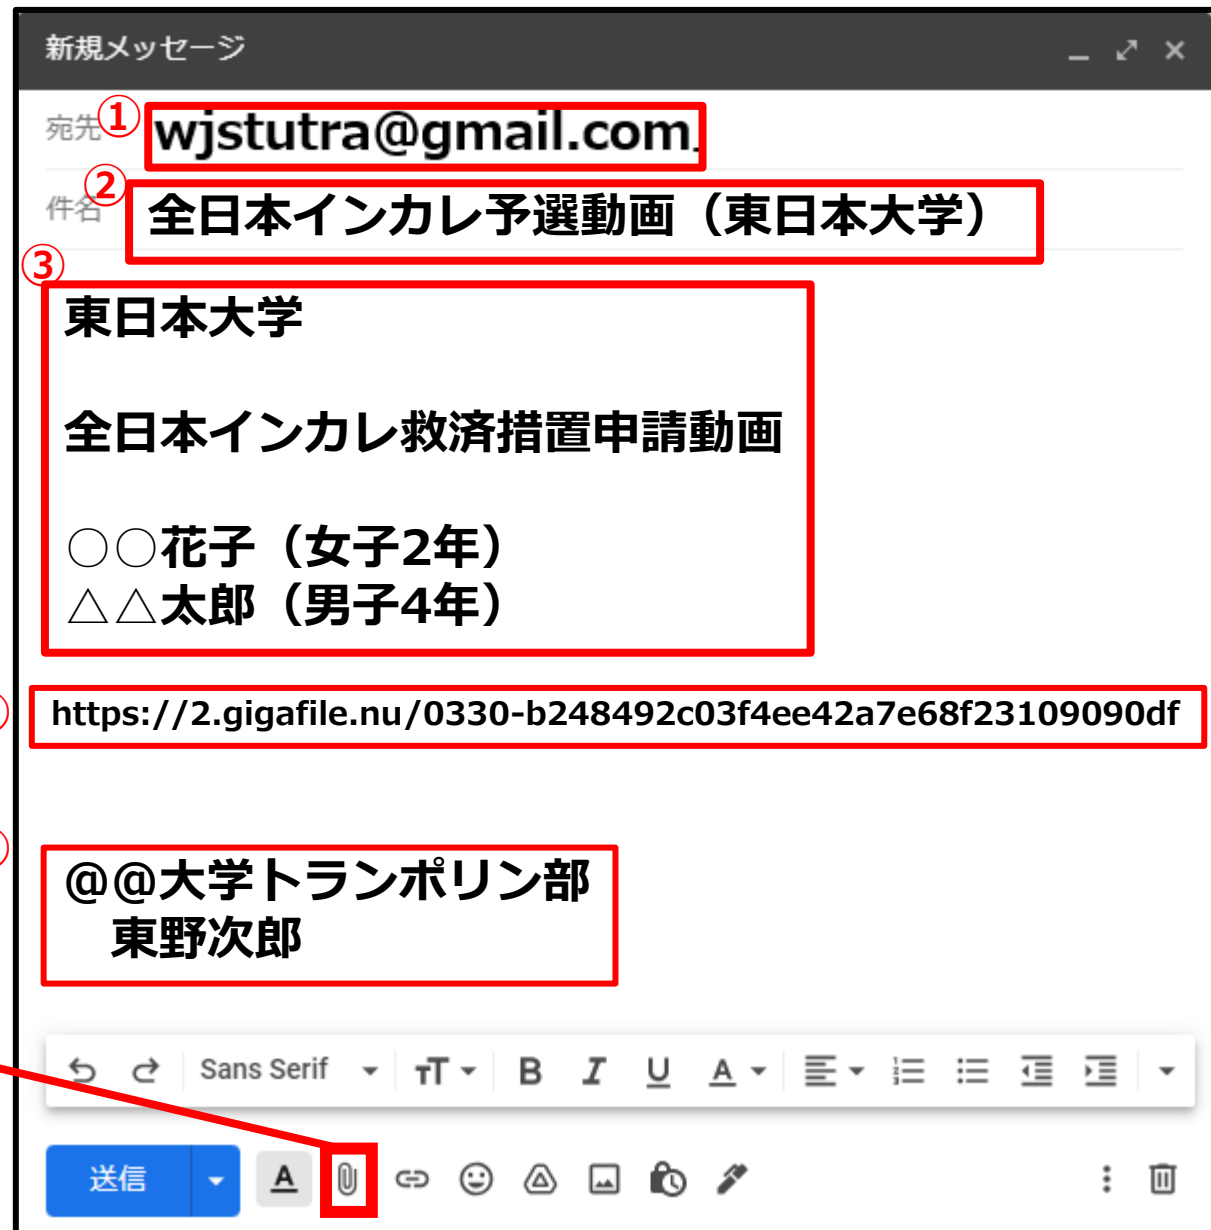 新規メッセージ
宛先 ① wjstutra@gmail.com
件名 ② 全日本インカレ予選動画（東日本大学）
③
東日本大学
全日本インカレ救済措置申請動画
○○花子（女子2年）
△△太郎（男子4年）
https://2.gigafile.nu/0330-b248492c03f4ee42a7e68f23109090df
@@大学トランポリン部
東野次郎
Sans Serif
送信